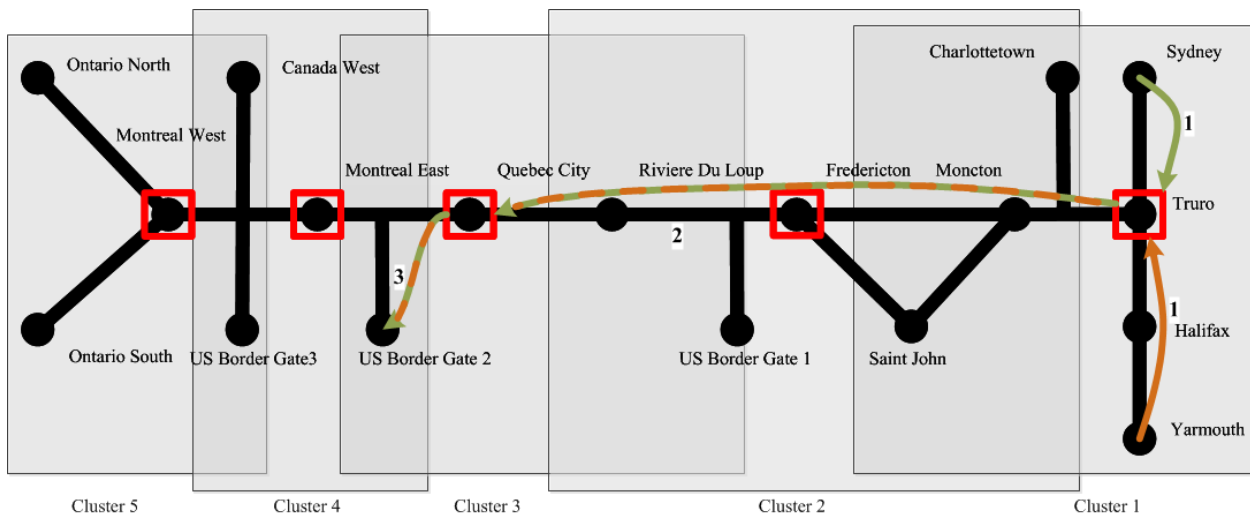 Charlottetown
Sydney
Ontario North
Canada West
1
Montreal West
Montreal East
Quebec City
Riviere Du Loup
Fredericton
Moncton
Truro
2
3
1
Halifax
Ontario South
US Border Gate3
US Border Gate 2
US Border Gate 1
Saint John
Yarmouth
Cluster 5
Cluster 4
Cluster 3
Cluster 2
Cluster 1